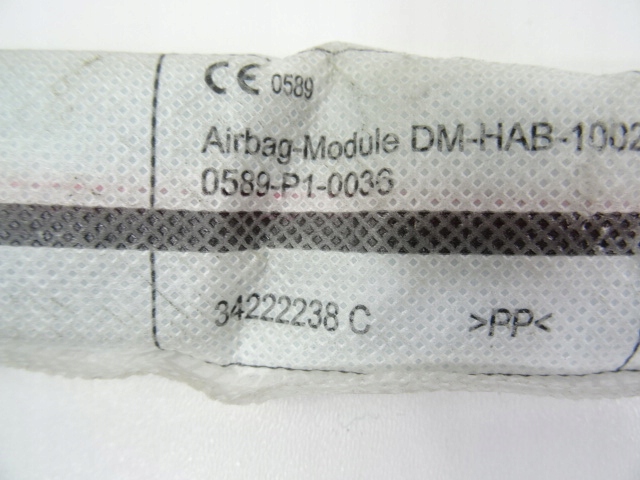 CE 0589
Airbag-Module DM-HAB-1002
0589-P1-0036
34222238 C
>PP<